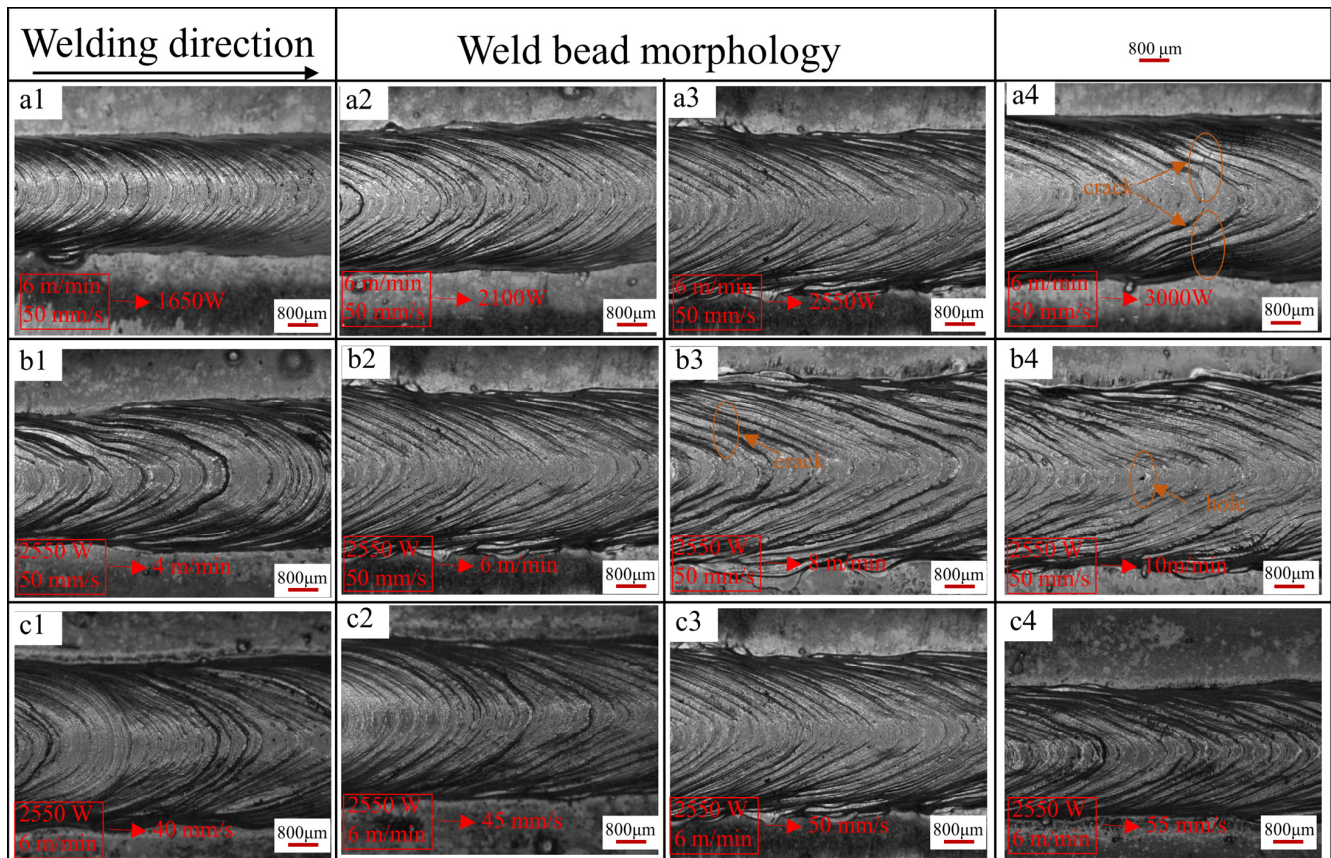 Welding direction
Weld bead morphology
800 μm
a1
6 m/min
50 mm/s
1650W
800μm
a2
6 m/min
50 mm/s
2100W
800μm
a3
6 m/min
50 mm/s
2550W
800μm
a4
crack
6 m/min
50 mm/s
3000W
800μm
b1
2550 W
50 mm/s
4 m/min
800μm
b2
2550 W
50 mm/s
6 m/min
800μm
b3
crack
2550 W
50 mm/s
8 m/min
800μm
b4
hole
2550 W
50 mm/s
10m/min
800μm
c1
2550 W
6 m/min
40 mm/s
800μm
c2
2550 W
6 m/min
45 mm/s
800μm
c3
2550 W
6 m/min
50 mm/s
800μm
c4
2550 W
6 m/min
55 mm/s
800μm